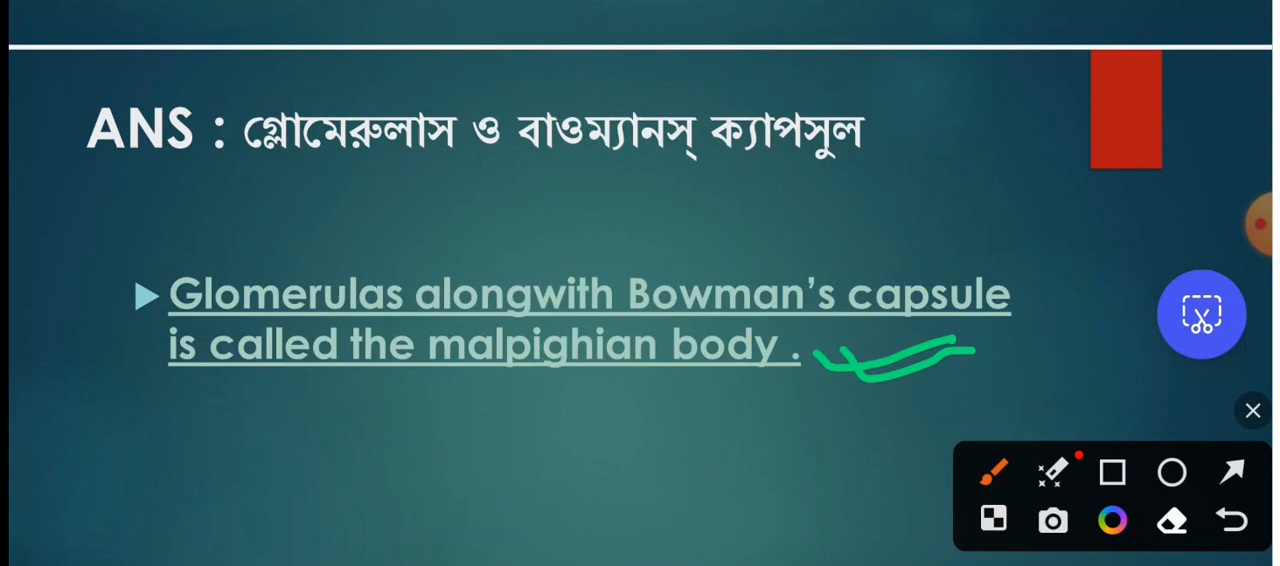 ANS : গ্লোমেরুলাস ও বাওম্যানস্ ক্যাপসুল
Glomerulas alongwith Bowman's capsule
is called the malpighian body .